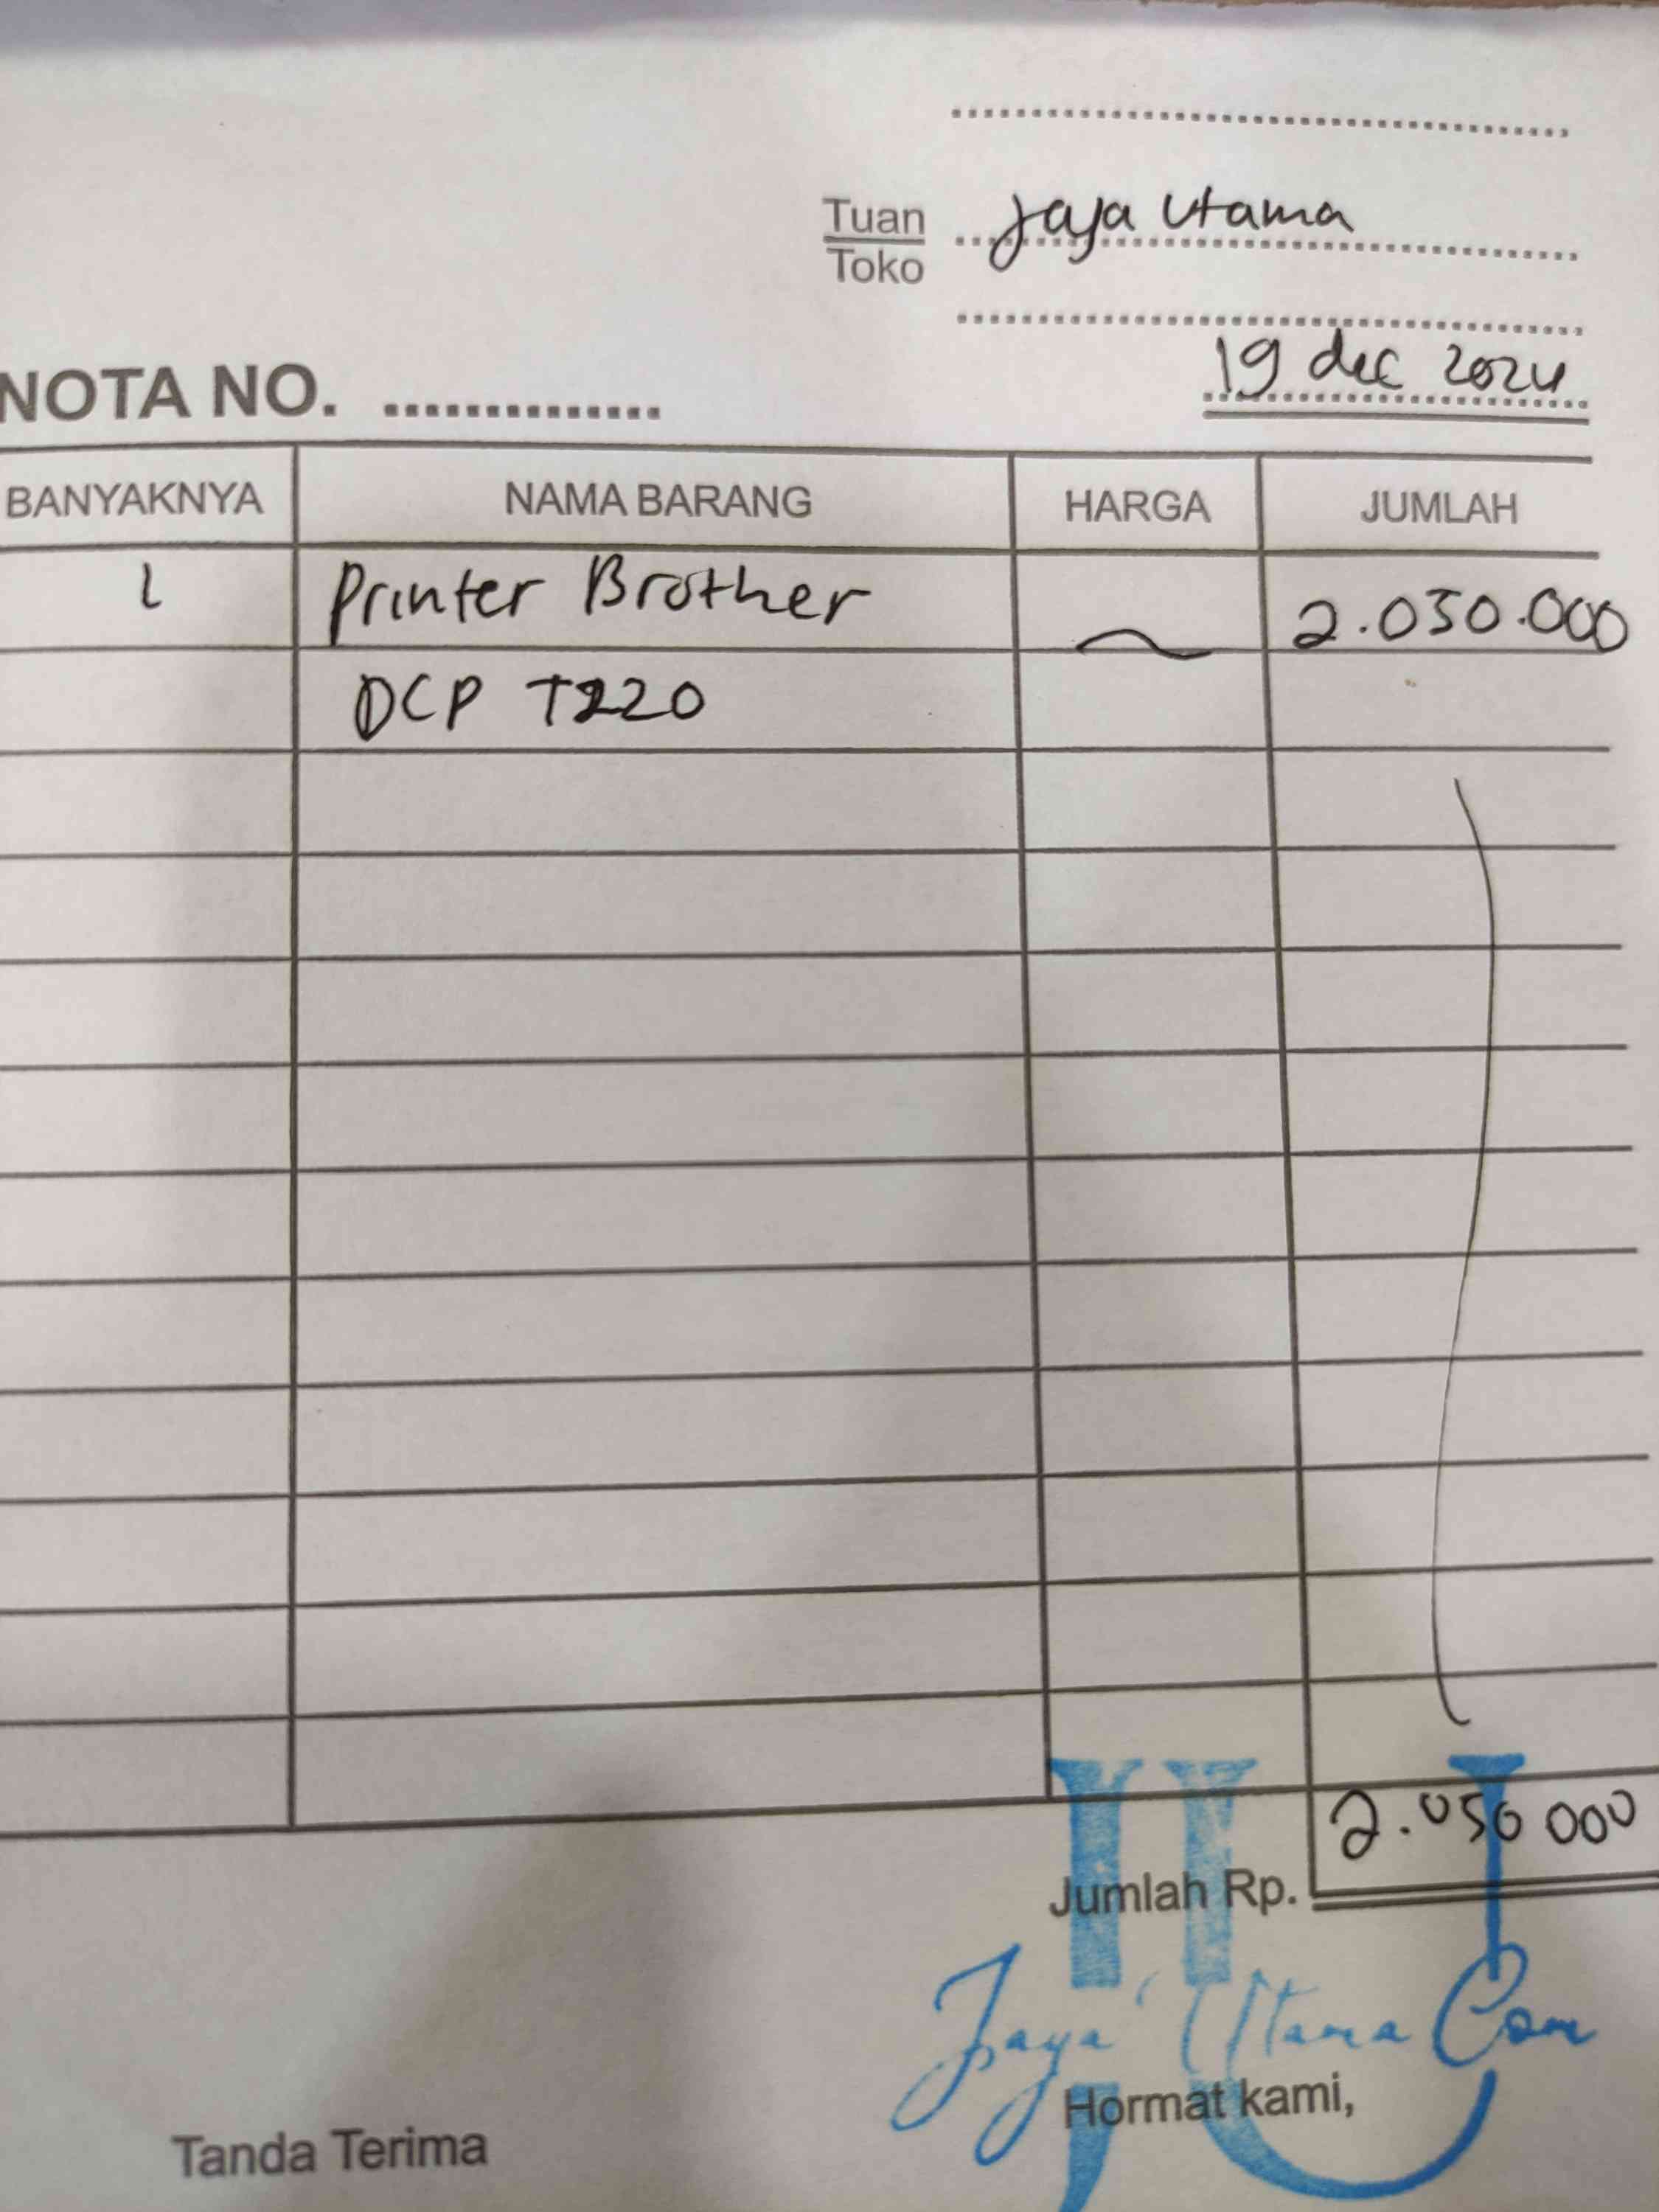 Tuan Jaya Utama
Toko
19 dec 2024
NOTA NO. ..............
BANYAKNYA NAMA BARANG HARGA JUMLAH
1 Printer Brother ~ 2.050.000
DCP T220
2.050 000
Jumlah Rp.
Jaya Utama Com
Hormat kami,
Tanda Terima